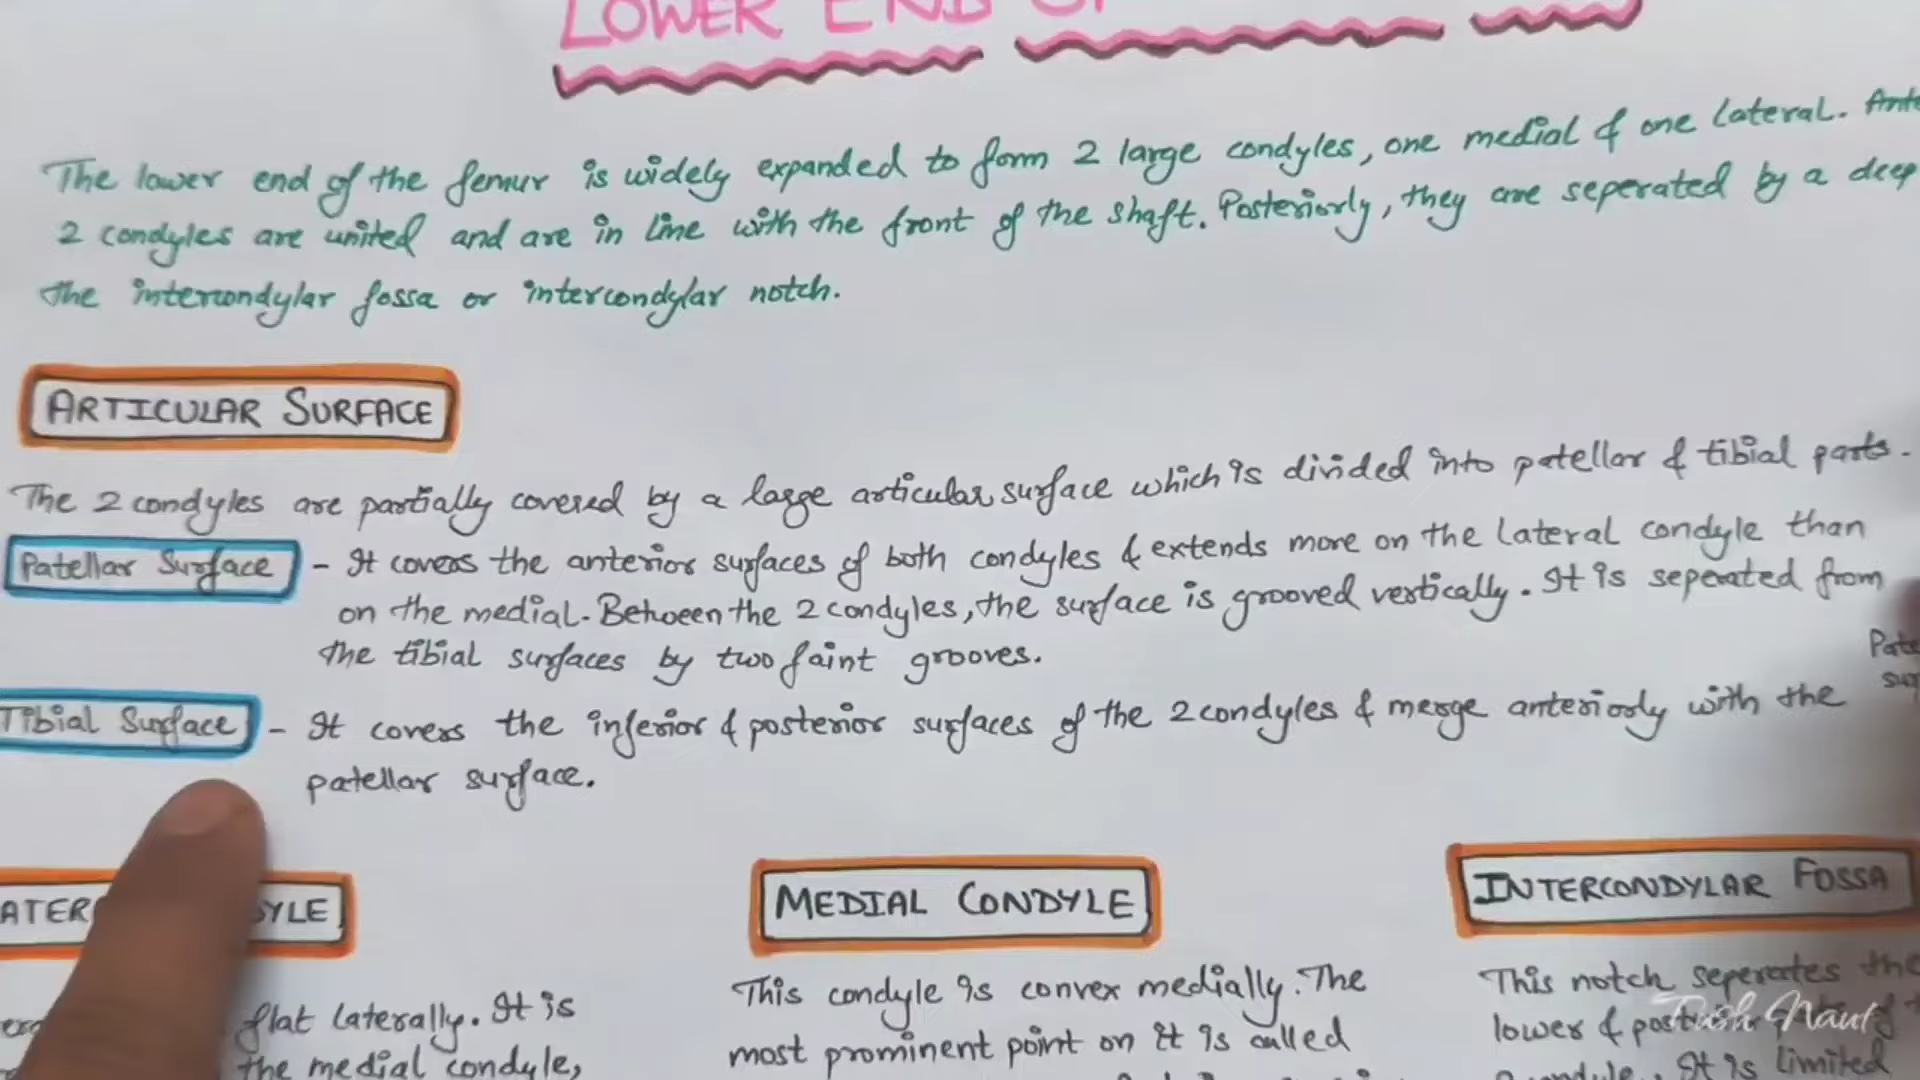 LOWER END OF
The lower end of the femur is widely expanded to form 2 large condyles, one medial & one lateral. Ante
2 condyles are united and are in line with the front of the shaft. Posteriorly, they are seperated by a deep
the intercondylar fossa or intercondylar notch.
ARTICULAR SURFACE
The 2 condyles are partially covered by a large articular surface which is divided into patellar & tibial parts.
Patellar Surface - It covers the anterior surfaces of both condyles & extends more on the lateral condyle than
on the medial. Between the 2 condyles, the surface is grooved vertically. It is seperated from
the tibial surfaces by two faint grooves.
Pate
sur
Tibial Surface - It covers the inferior & posterior surfaces of the 2 condyles & merge anteriorly with the
patellar surface.
ATER YLE
flat laterally. It is
the medial condyle,
MEDIAL CONDYLE
This condyle is convex medially. The
most prominent point on it is called
INTERCONDYLAR FOSSA
This notch seperates the
lower & post
It is limited
Trish Naut